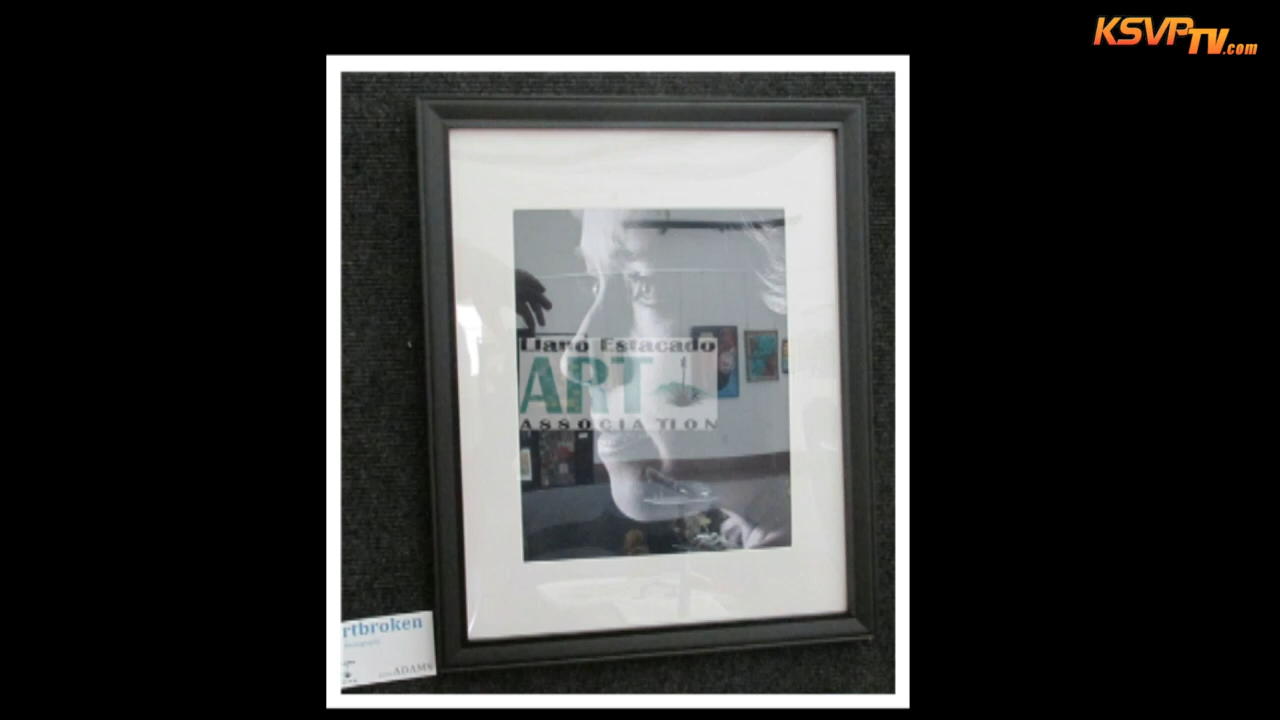 KSVPTV.com
Llano Estacado
ART
ASSOCIATION
rtbroken
ADAMS